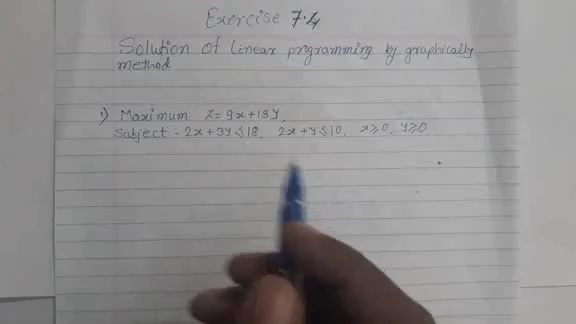 Exercise 7.4
Solution of Linear programming by graphically
method
1) Maximum z = 9x+13y
Subject - 2x+3y ≤ 18, 2x+y ≤ 10, x ≥ 0, y ≥ 0